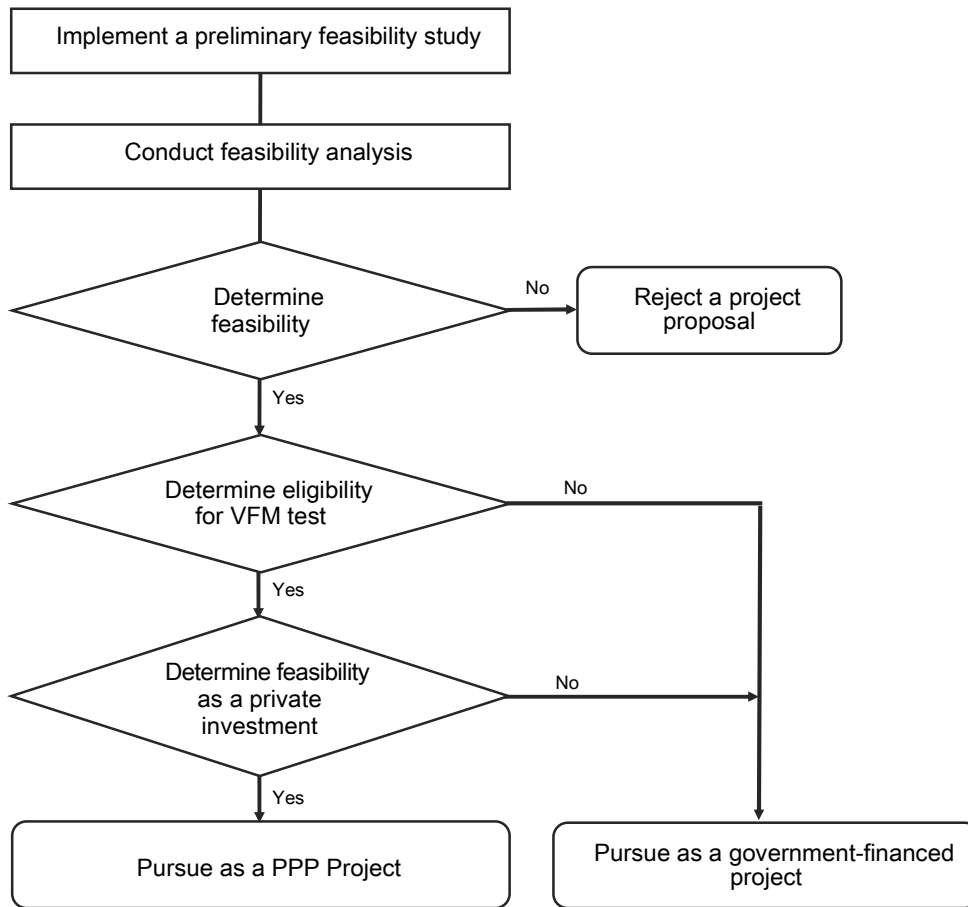 Implement a preliminary feasibility study
Conduct feasibility analysis
Determine
feasibility
No
Reject a project
proposal
Yes
Determine eligibility
for VFM test
No
Yes
Determine feasibility
as a private
investment
No
Yes
Pursue as a PPP Project
Pursue as a government-financed
project